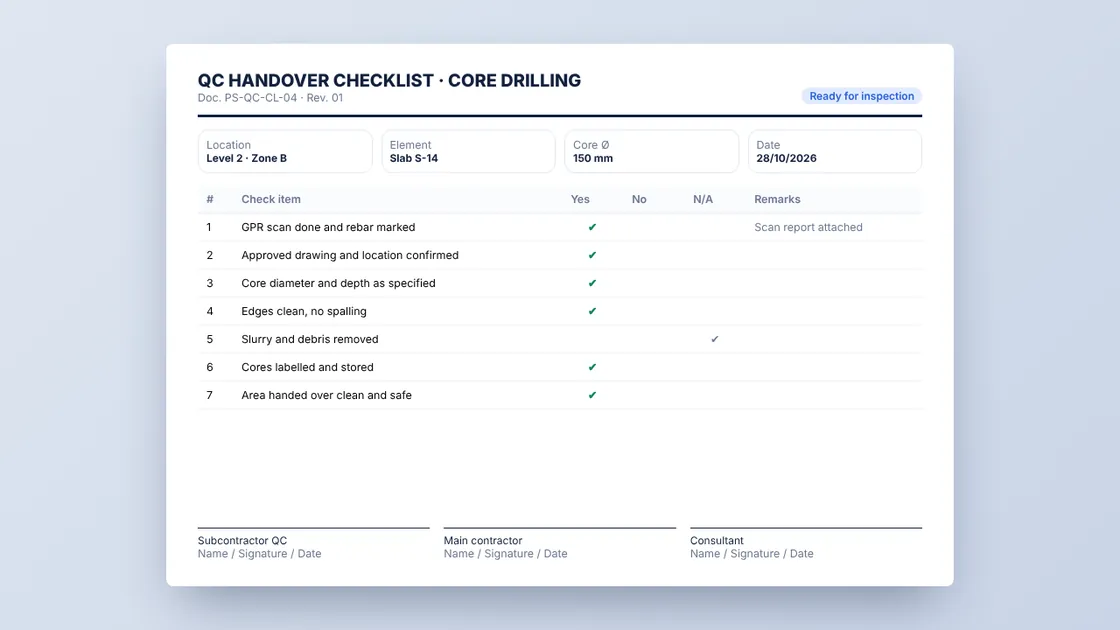 QC HANDOVER CHECKLIST · CORE DRILLING
Doc. PS-QC-CL-04 · Rev. 01
Ready for inspection
Location
Level 2 · Zone B
Element
Slab S-14
Core Ø
150 mm
Date
28/10/2026
# Check item Yes No N/A Remarks
1 GPR scan done and rebar marked ✔ Scan report attached
2 Approved drawing and location confirmed ✔
3 Core diameter and depth as specified ✔
4 Edges clean, no spalling ✔
5 Slurry and debris removed ✔
6 Cores labelled and stored ✔
7 Area handed over clean and safe ✔
Subcontractor QC
Name / Signature / Date
Main contractor
Name / Signature / Date
Consultant
Name / Signature / Date